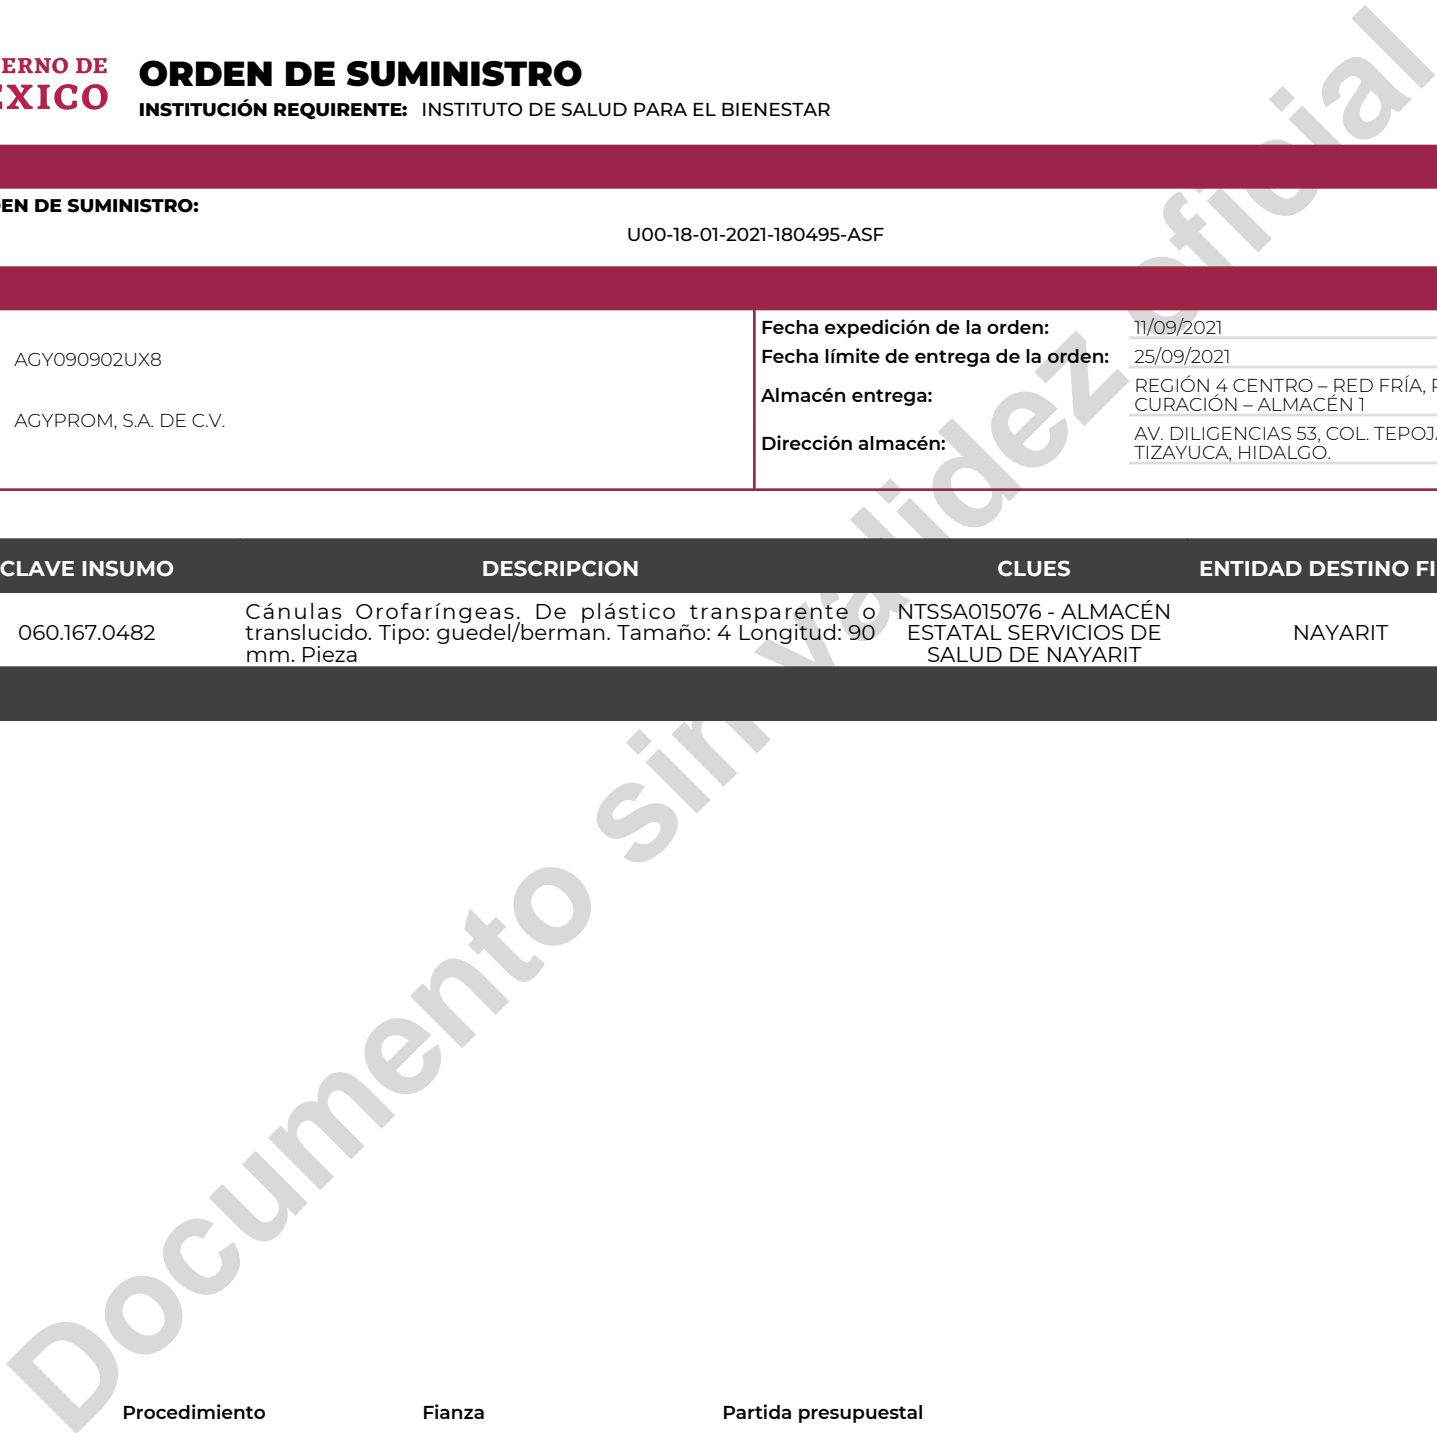 ERNO DE
ÉXICO
ORDEN DE SUMINISTRO
INSTITUCIÓN REQUIRENTE: INSTITUTO DE SALUD PARA EL BIENESTAR
EN DE SUMINISTRO:
U00-18-01-2021-180495-ASF
AGY090902UX8
AGYPROM, S.A. DE C.V.
Fecha expedición de la orden: 11/09/2021
Fecha límite de entrega de la orden: 25/09/2021
Almacén entrega: REGIÓN 4 CENTRO – RED FRÍA,
CURACIÓN – ALMACÉN 1
Dirección almacén: AV. DILIGENCIAS 53, COL. TEPOJ
TIZAYUCA, HIDALGO.
CLAVE INSUMO DESCRIPCION CLUES ENTIDAD DESTINO FI
060.167.0482
Cánulas Orofaríngeas. De plástico transparente o
translucido. Tipo: guedel/berman. Tamaño: 4 Longitud: 90
mm. Pieza
NTSSA015076 - ALMACÉN
ESTATAL SERVICIOS DE
SALUD DE NAYARIT
NAYARIT
Documento sin validez oficial
Procedimiento Fianza Partida presupuestal